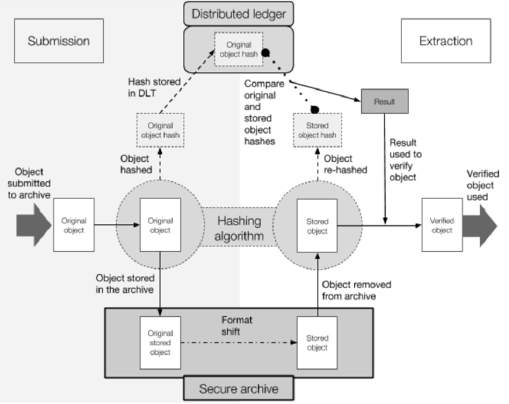 Distributed ledger
Submission
Original
object hash
Extraction
Hash stored
in DLT
Compare
original
and
stored
object
hashes
Result
Original
object hash
Stored
object hash
Object
hashed
Object
re-hashed
Result
used to
verify
object
Object
submitted
to archive
Verified
object
used
Original
object
Original
object
Hashing
algorithm
Stored
object
Verified
object
Object stored
in the archive
Object removed
from archive
Original
stored
object
Format
shift
Stored
object
Secure archive